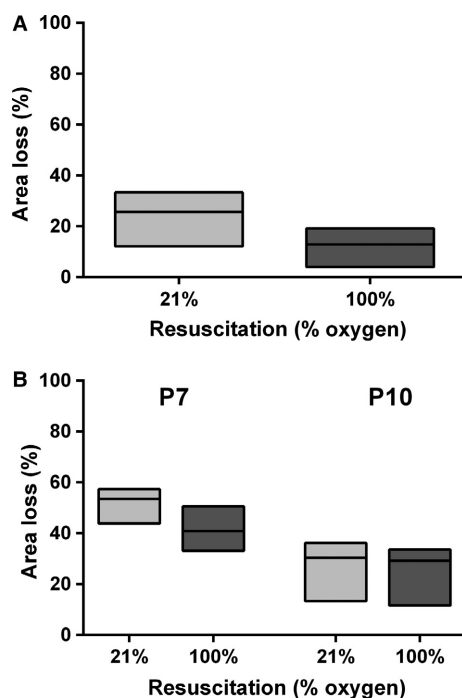 A
Area loss (%)
100
80
60
40
20
0
21%
100%
Resuscitation (% oxygen)
B
Area loss (%)
100
80
60
40
20
0
P7
P10
21%
100%
21%
100%
Resuscitation (% oxygen)